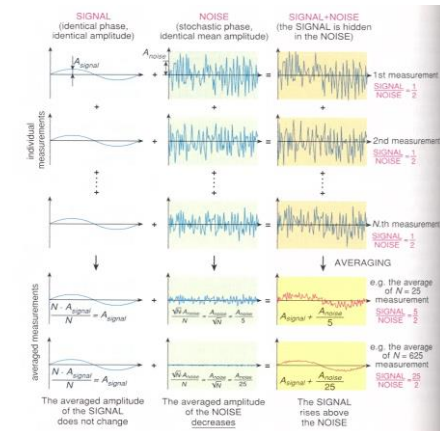 SIGNAL
(identical phase,
identical amplitude)
NOISE
(stochastic phase,
identical mean amplitude)
SIGNAL+NOISE
(the SIGNAL is hidden
in the NOISE)
individual
measurements
A signal
+
A noise
=
1st measurement
SIGNAL/NOISE = 1/2
+ + +
+ =
2nd measurement
SIGNAL/NOISE = 1/2
+ + +
+ + +
+ =
N.th measurement
SIGNAL/NOISE = 1/2
AVERAGING
averaged measurements
+ =
e.g. the average
of N = 25
measurement
SIGNAL/NOISE = 5/2
N · A signal / N = A signal
√N A noise / N = A noise / √N = A noise / 5
A signal + A noise / 5
+ =
e.g. the average
of N = 625
measurement
SIGNAL/NOISE = 25/2
N · A signal / N = A signal
√N A noise / N = A noise / √N = A noise / 25
A signal + A noise / 25
The averaged amplitude
of the SIGNAL
does not change
The averaged amplitude
of the NOISE
decreases
The SIGNAL
rises above
the NOISE